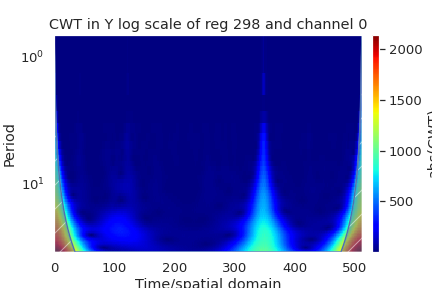 CWT in Y log scale of reg 298 and channel 0
10⁰
10¹
Period
0 100 200 300 400 500
Time/spatial domain
2000
1500
1000
500
abs(CWT)